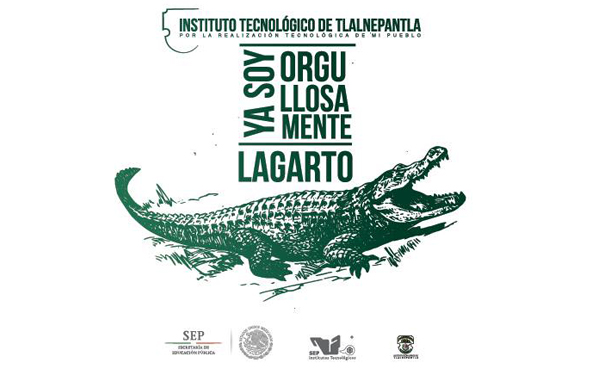 INSTITUTO TECNOLÓGICO DE TLALNEPANTLA
POR LA REALIZACIÓN TECNOLÓGICA DE MI PUEBLO
YA SOY
ORGU
LLOSA
MENTE
LAGARTO
SEP
SECRETARÍA DE
EDUCACIÓN PÚBLICA
SEP
Institutos Tecnológicos
TLALNEPANTLA